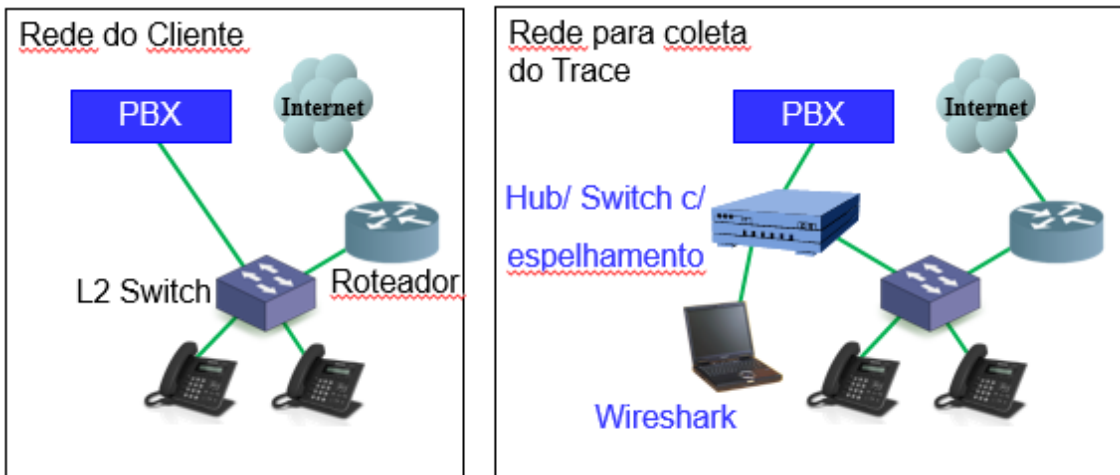 Rede do Cliente
PBX
Internet
L2 Switch
Roteador
Rede para coleta
do Trace
PBX
Internet
Hub/ Switch c/
espelhamento
Wireshark